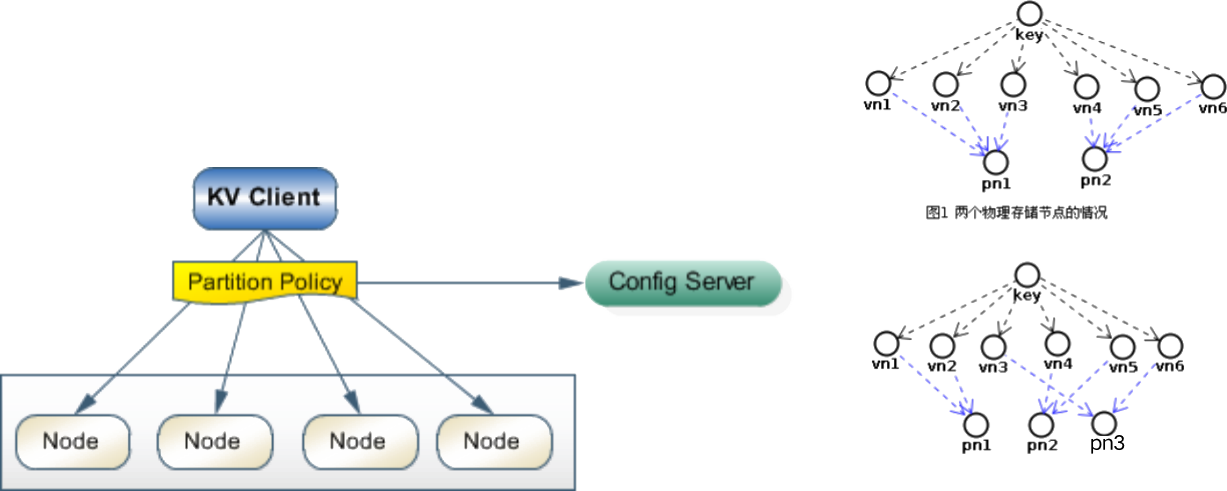 KV Client
Partition Policy
Config Server
Node Node Node Node
key
vn1 vn2 vn3 vn4 vn5 vn6
pn1 pn2
图1 两个物理存储节点的情况
key
vn1 vn2 vn3 vn4 vn5 vn6
pn1 pn2 pn3